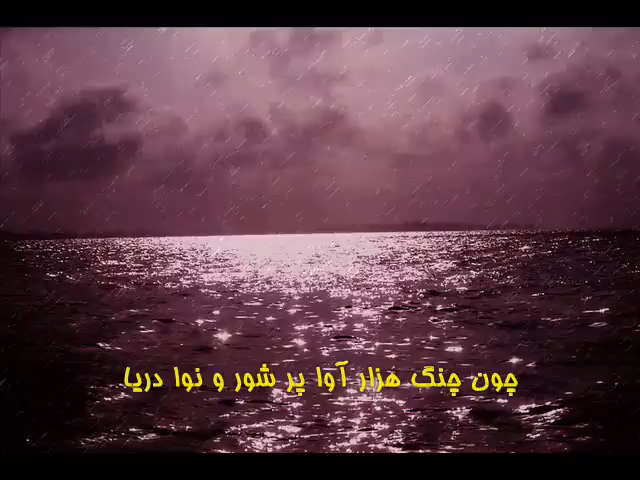 چون چنگ هزار آوا پر شور و نوا دریا